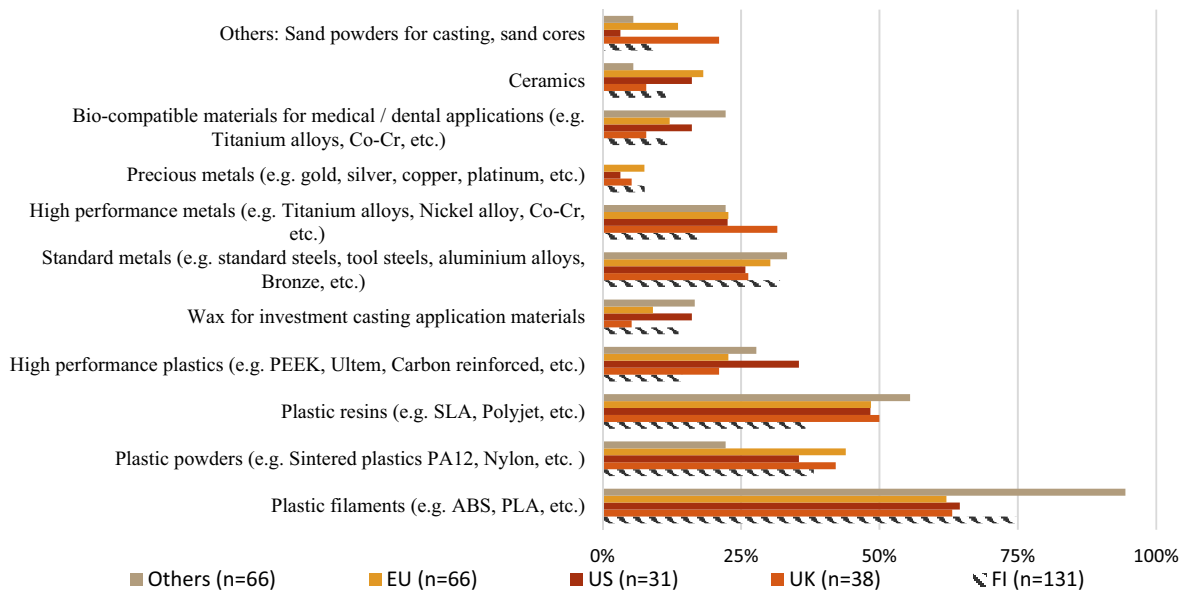 Others: Sand powders for casting, sand cores
Ceramics
Bio-compatible materials for medical / dental applications (e.g.
Titanium alloys, Co-Cr, etc.)
Precious metals (e.g. gold, silver, copper, platinum, etc.)
High performance metals (e.g. Titanium alloys, Nickel alloy, Co-Cr,
etc.)
Standard metals (e.g. standard steels, tool steels, aluminium alloys,
Bronze, etc.)
Wax for investment casting application materials
High performance plastics (e.g. PEEK, Ultem, Carbon reinforced, etc.)
Plastic resins (e.g. SLA, Polyjet, etc.)
Plastic powders (e.g. Sintered plastics PA12, Nylon, etc. )
Plastic filaments (e.g. ABS, PLA, etc.)
0% 25% 50% 75% 100%
Others (n=66) EU (n=66) US (n=31) UK (n=38) FI (n=131)